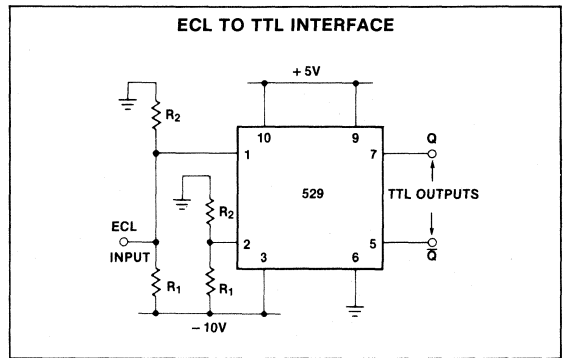 ECL TO TTL INTERFACE
+5V
R2
10
9
Q
1
7
529
TTL OUTPUTS
R2
ECL
INPUT
2
5
Q̅
R1
R1
3
6
−10V